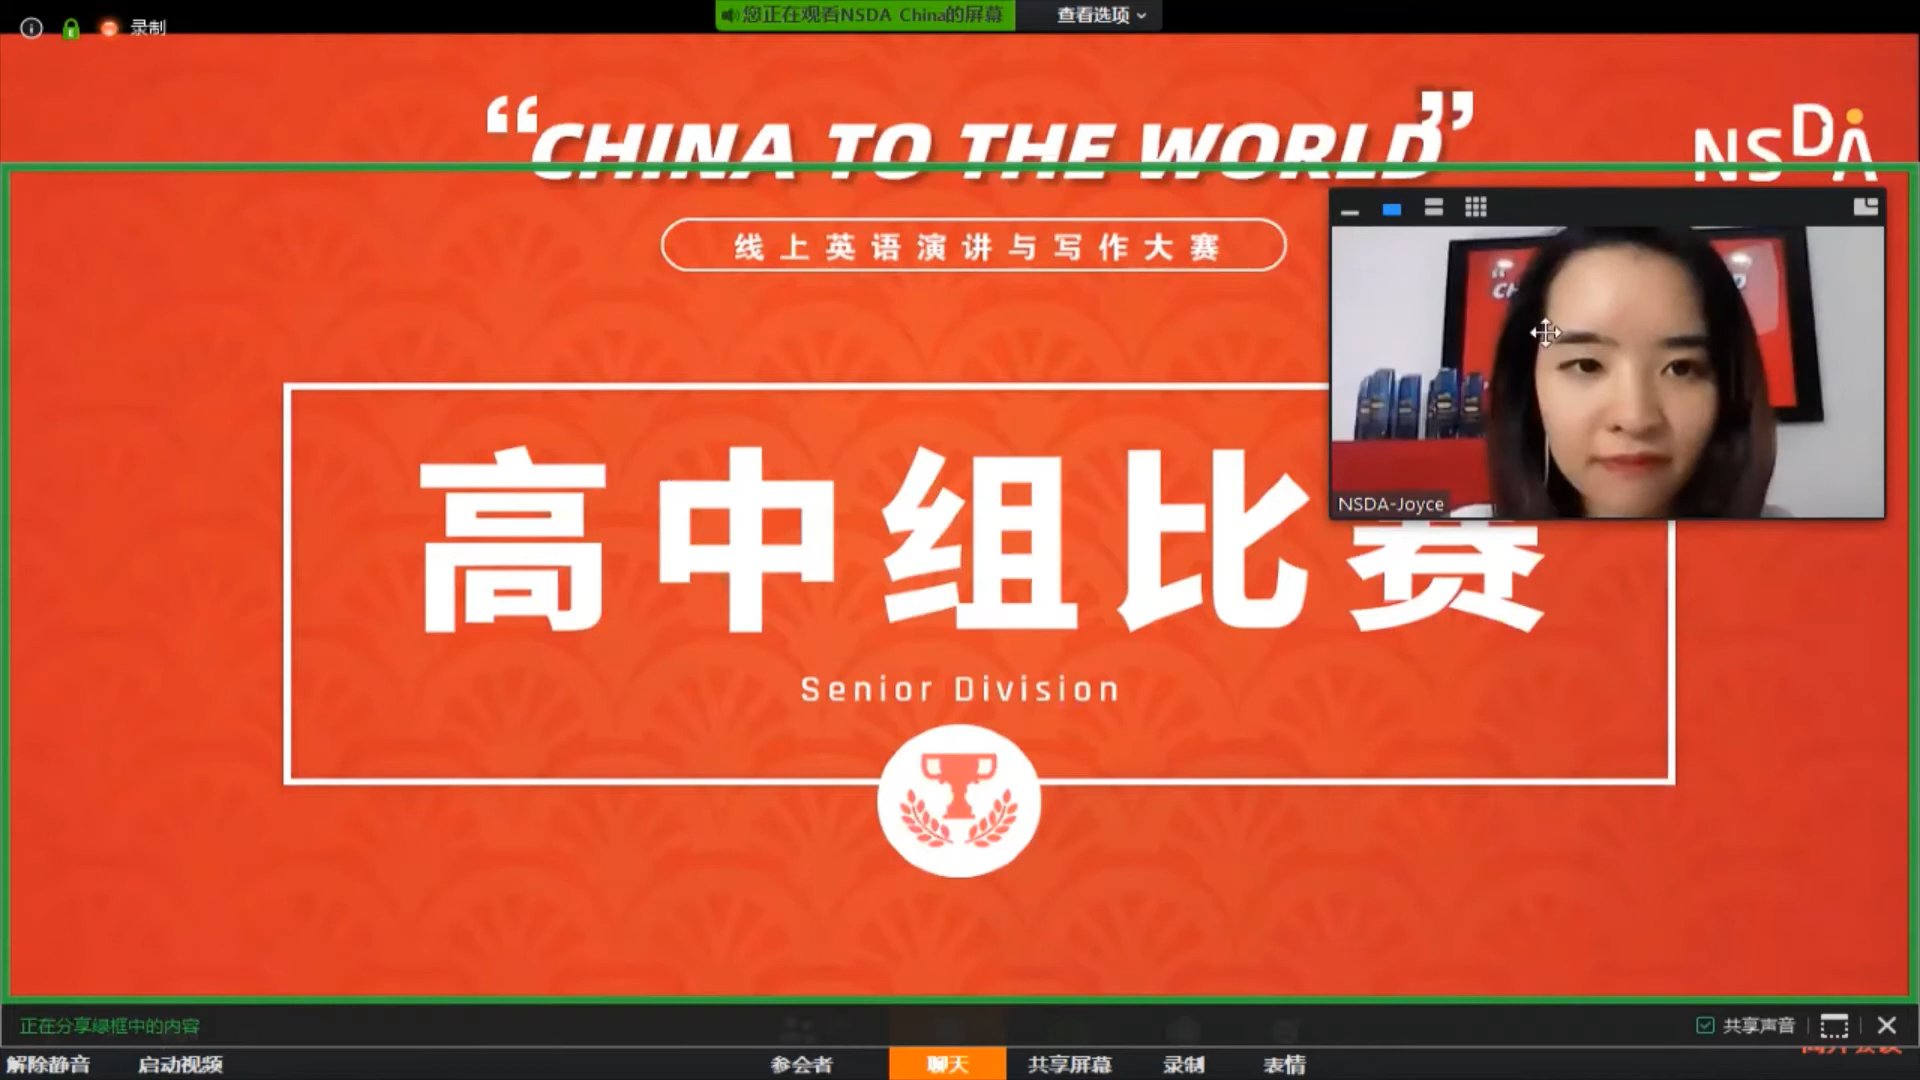 录制
您正在观看NSDA China的屏幕
查看选项
“CHINA TO THE WORLD”
NSDA
线上英语演讲与写作大赛
NSDA-Joyce
高中组比赛
Senior Division
正在分享绿框中的内容
共享声音
解除静音
启动视频
参会者
聊天
共享屏幕
录制
表情